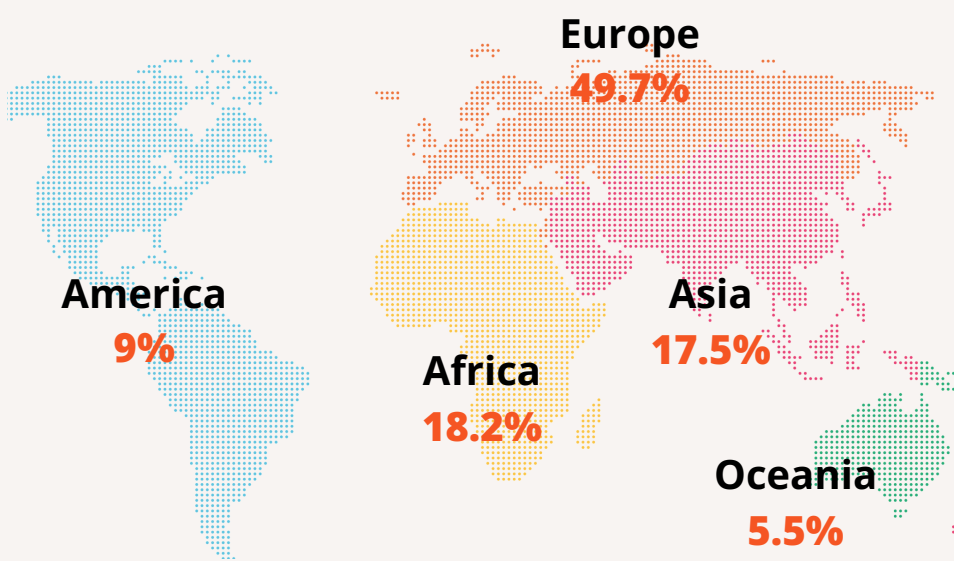 Europe
49.7%
America
9%
Asia
17.5%
Africa
18.2%
Oceania
5.5%